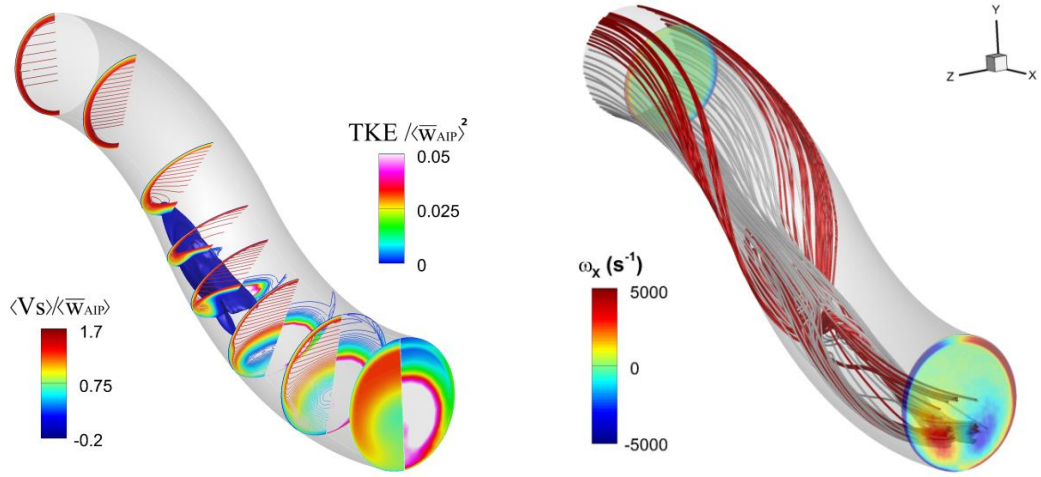 TKE /⟨w̅AIP⟩²
0.05
0.025
0
⟨Vs⟩/⟨w̅AIP⟩
1.7
0.75
-0.2
Y
Z
X
ωX (s⁻¹)
5000
0
-5000